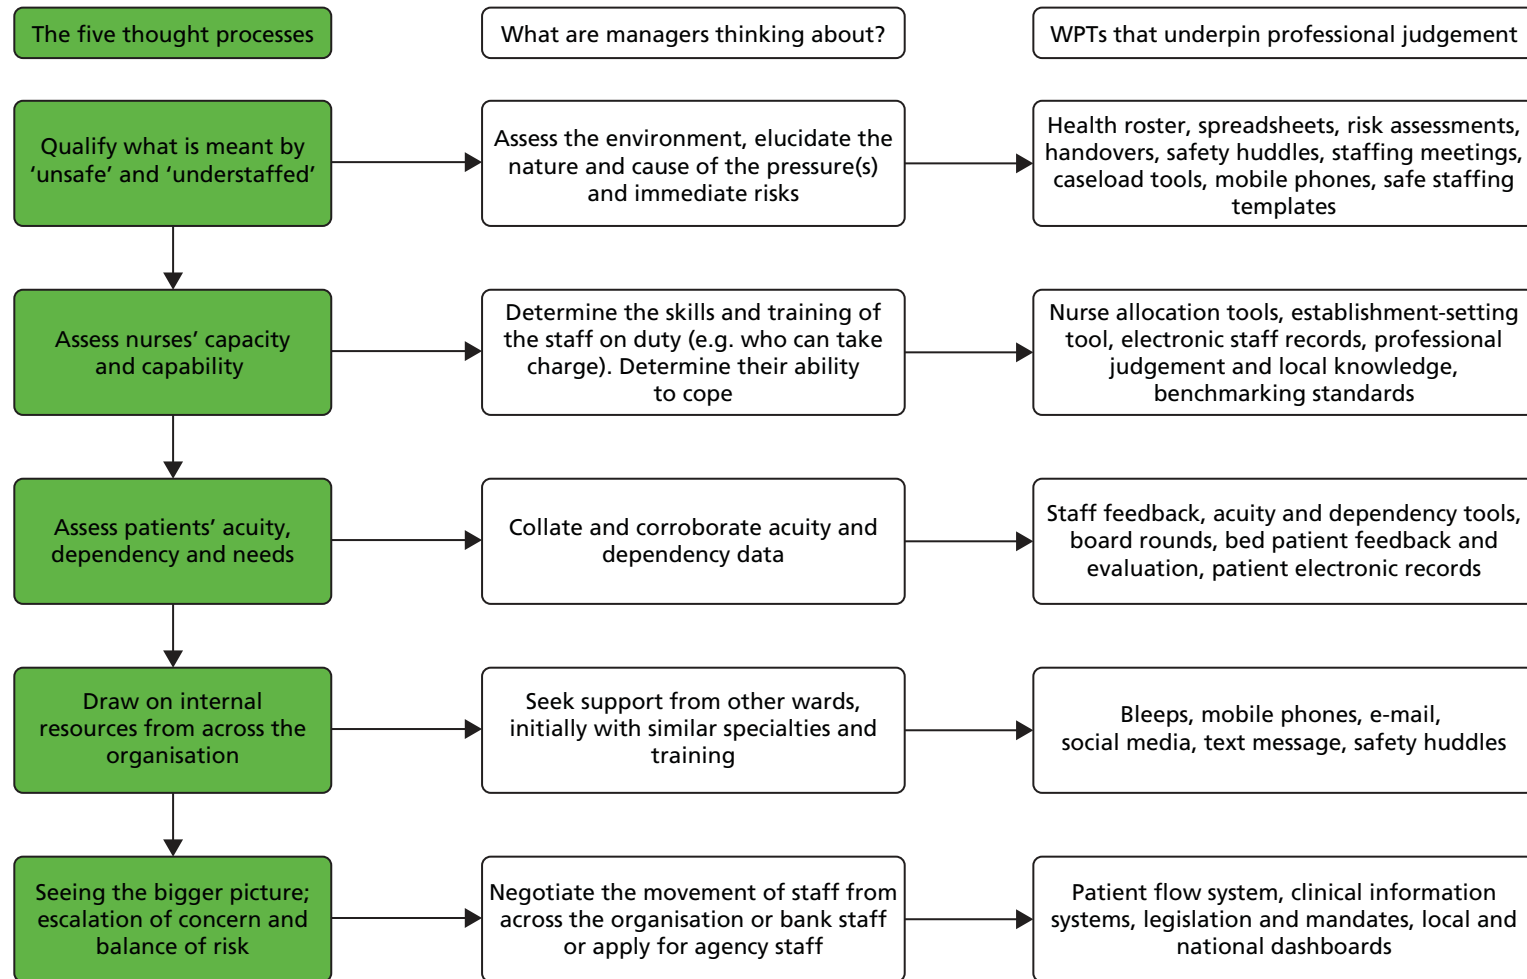 The five thought processes
What are managers thinking about?
WPTs that underpin professional judgement
Qualify what is meant by
‘unsafe’ and ‘understaffed’
Assess the environment, elucidate the
nature and cause of the pressure(s)
and immediate risks
Health roster, spreadsheets, risk assessments,
handovers, safety huddles, staffing meetings,
caseload tools, mobile phones, safe staffing
templates
Assess nurses’ capacity
and capability
Determine the skills and training of
the staff on duty (e.g. who can take
charge). Determine their ability
to cope
Nurse allocation tools, establishment-setting
tool, electronic staff records, professional
judgement and local knowledge,
benchmarking standards
Assess patients’ acuity,
dependency and needs
Collate and corroborate acuity and
dependency data
Staff feedback, acuity and dependency tools,
board rounds, bed patient feedback and
evaluation, patient electronic records
Draw on internal
resources from across the
organisation
Seek support from other wards,
initially with similar specialties and
training
Bleeps, mobile phones, e-mail,
social media, text message, safety huddles
Seeing the bigger picture;
escalation of concern and
balance of risk
Negotiate the movement of staff from
across the organisation or bank staff
or apply for agency staff
Patient flow system, clinical information
systems, legislation and mandates, local and
national dashboards